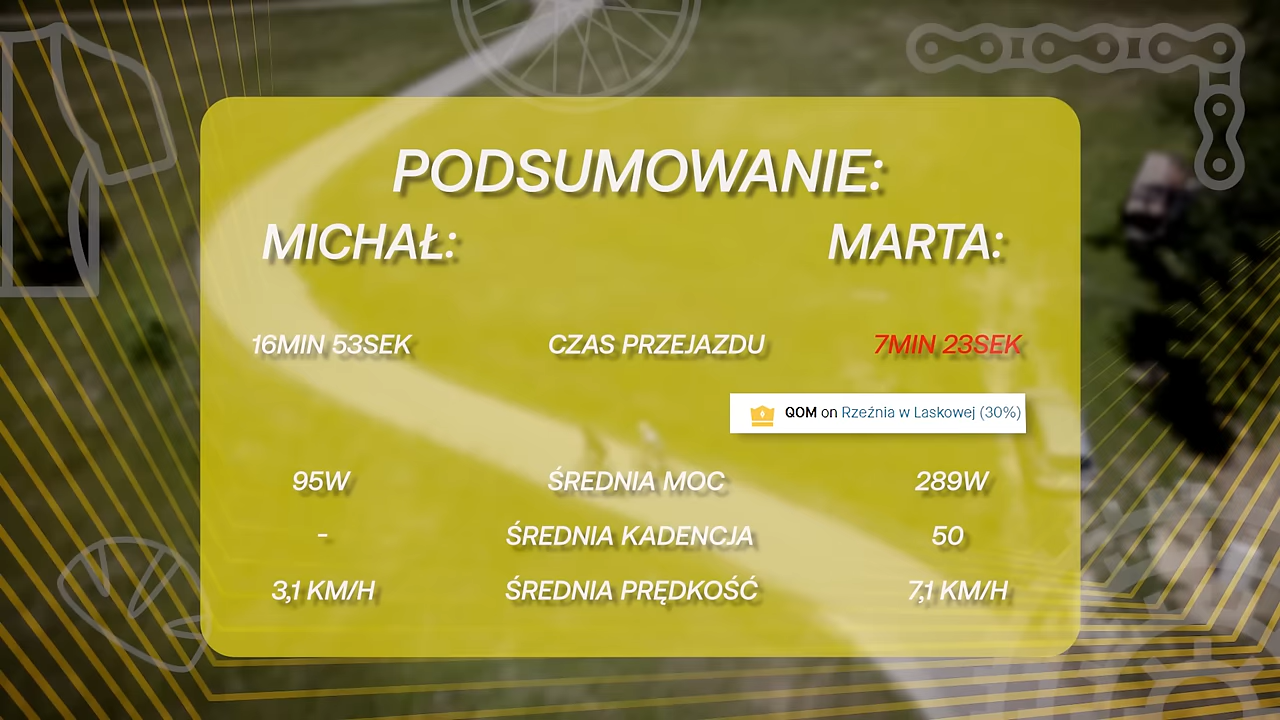 PODSUMOWANIE:
MICHAŁ: MARTA:
16MIN 53SEK CZAS PRZEJAZDU 7MIN 23SEK
QOM on Rzeźnia w Laskowej (30%)
95W ŚREDNIA MOC 289W
- ŚREDNIA KADENCJA 50
3,1 KM/H ŚREDNIA PRĘDKOŚĆ 7,1 KM/H